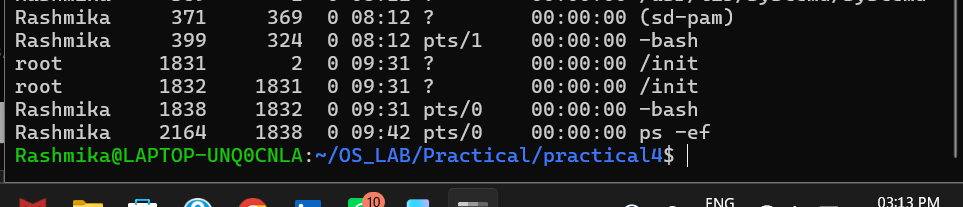 Rashmika 371 369 0 08:12 ? 00:00:00 (sd-pam)
Rashmika 399 324 0 08:12 pts/1 00:00:00 -bash
root 1831 2 0 09:31 ? 00:00:00 /init
root 1832 1831 0 09:31 ? 00:00:00 /init
Rashmika 1838 1832 0 09:31 pts/0 00:00:00 -bash
Rashmika 2164 1838 0 09:42 pts/0 00:00:00 ps -ef
Rashmika@LAPTOP-UNQ0CNLA:~/OS_LAB/Practical/practical4$
10
ENG
03:13 PM